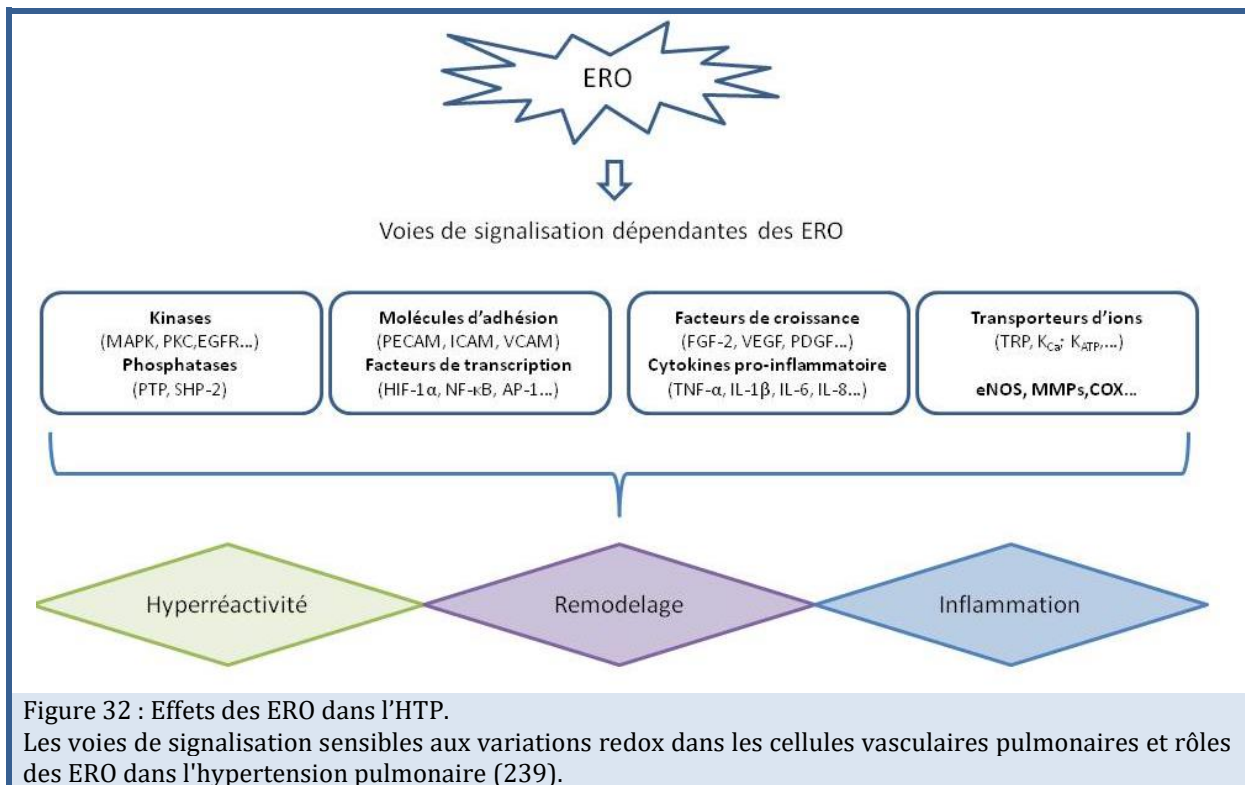 ERO
Voies de signalisation dépendantes des ERO
Kinases
(MAPK, PKC,EGFR...)
Phosphatases
(PTP, SHP-2)
Molécules d'adhésion
(PECAM, ICAM, VCAM)
Facteurs de transcription
(HIF-1α, NF-κB, AP-1...)
Facteurs de croissance
(FGF-2, VEGF, PDGF...)
Cytokines pro-inflammatoire
(TNF-α, IL-1β, IL-6, IL-8...)
Transporteurs d'ions
(TRP, KCa; KATP,...)
eNOS, MMPs,COX...
Hyperréactivité
Remodelage
Inflammation
Figure 32 : Effets des ERO dans l’HTP.
Les voies de signalisation sensibles aux variations redox dans les cellules vasculaires pulmonaires et rôles
des ERO dans l'hypertension pulmonaire (239).